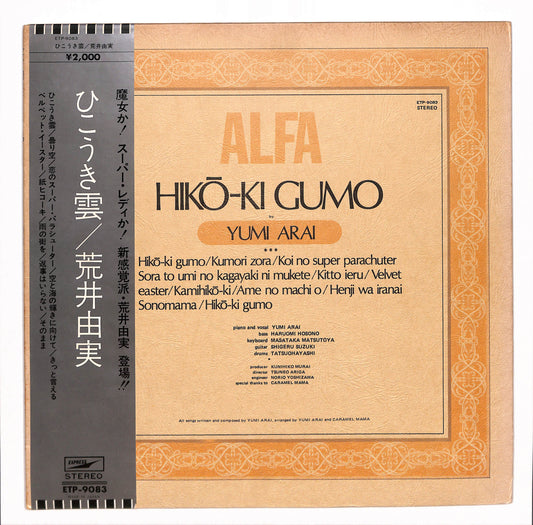 ETP-9083
ひこうき雲/荒井由実
¥2,000
ひこうき雲/荒井由実
魔女か! スーパー・レディか! 新感覚派・荒井由実 登場!!
ひこうき雲/曇り空/恋のスーパー・パラシューター/空と海の輝きに向けて/きっと言える
ベルベット・イースター/紙ヒコーキ/雨の街を/返事はいらない/そのまま
EXPRESS
STEREO
ETP-9083
ETP-9083
STEREO
ALFA
HIKŌ-KI GUMO
by
YUMI ARAI
Hikō-ki gumo/Kumori zora/Koi no super parachuter
Sora to umi no kagayaki ni mukete/Kitto ieru/Velvet
easter/Kamihikō-ki/Ame no machi o/Henji wa iranai
Sonomama/Hikō-ki gumo
piano and vocal YUMI ARAI
bass HARUOMI HOSONO
keyboard MASATAKA MATSUTOYA
guitar SHIGERU SUZUKI
drums TATSUOHAYASHI
producer KUNIHIKO MURAI
director TSUNEO ARIGA
engineer NORIO YOSHIZAWA
special thanks to CARAMEL MAMA
All songs written and composed by YUMI ARAI, arranged by YUMI ARAI and CARAMEL MAMA